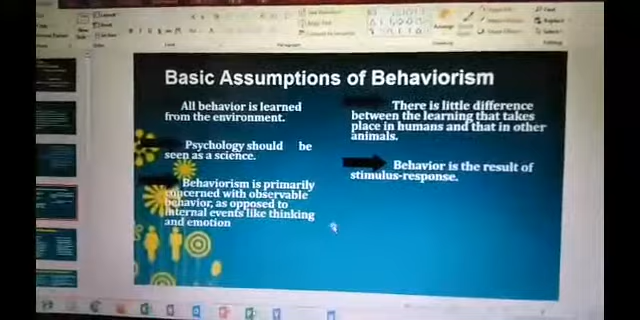 Basic Assumptions of Behaviorism
All behavior is learned
from the environment.
Psychology should be
seen as a science.
Behaviorism is primarily
concerned with observable
behavior, as opposed to
internal events like thinking
and emotion
There is little difference
between the learning that takes
place in humans and that in other
animals.
Behavior is the result of
stimulus-response.